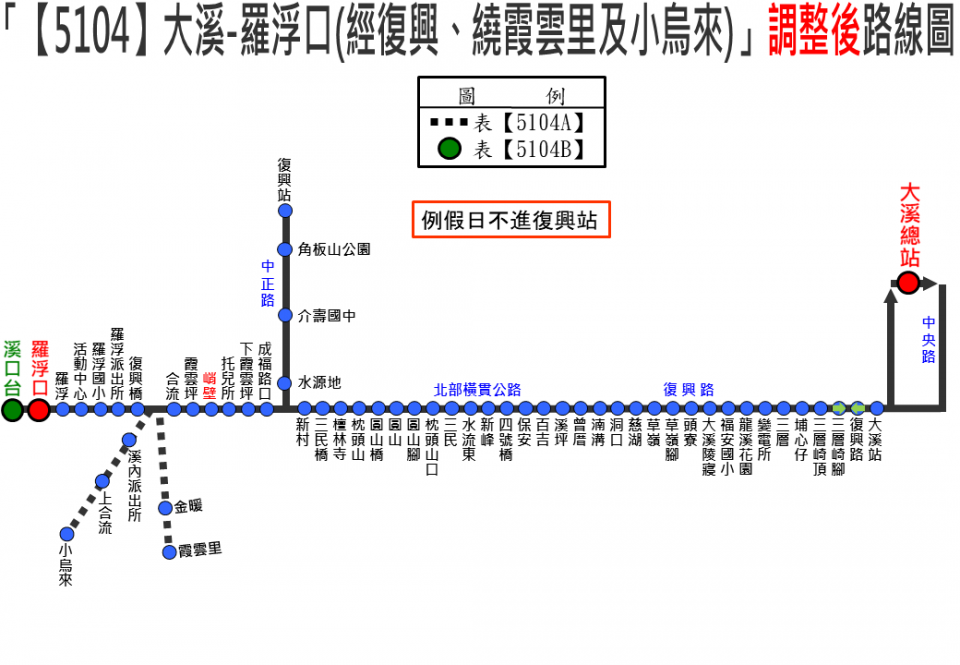 「【5104】大溪-羅浮口(經復興、繞霞雲里及小烏來)」調整後路線圖
圖 例
表【5104A】
表【5104B】
例假日不進復興站
復興站
角板山公園
中正路
介壽國中
水源地
大溪總站
中央路
北部橫貫公路
復興路
溪口台
羅浮口
羅浮
活動中心
羅浮國小
羅浮派出所
復興橋
合流
霞雲坪
峭壁
托兒所
下霞雲坪
成福路口
新村
三民橋
檀林寺
枕頭山
圓山橋
圓山
圓山腳
枕頭山口
三民
水流東
新峰
四號橋
保安
百吉
溪坪
曾厝
湳溝
洞口
慈湖
草嶺
草嶺腳
頭寮
大溪陵寢
福安國小
龍溪花園
變電所
三層
埔心仔
三層崎頂
三層崎腳
復興路
大溪站
溪內派出所
上合流
小烏來
金暖
霞雲里